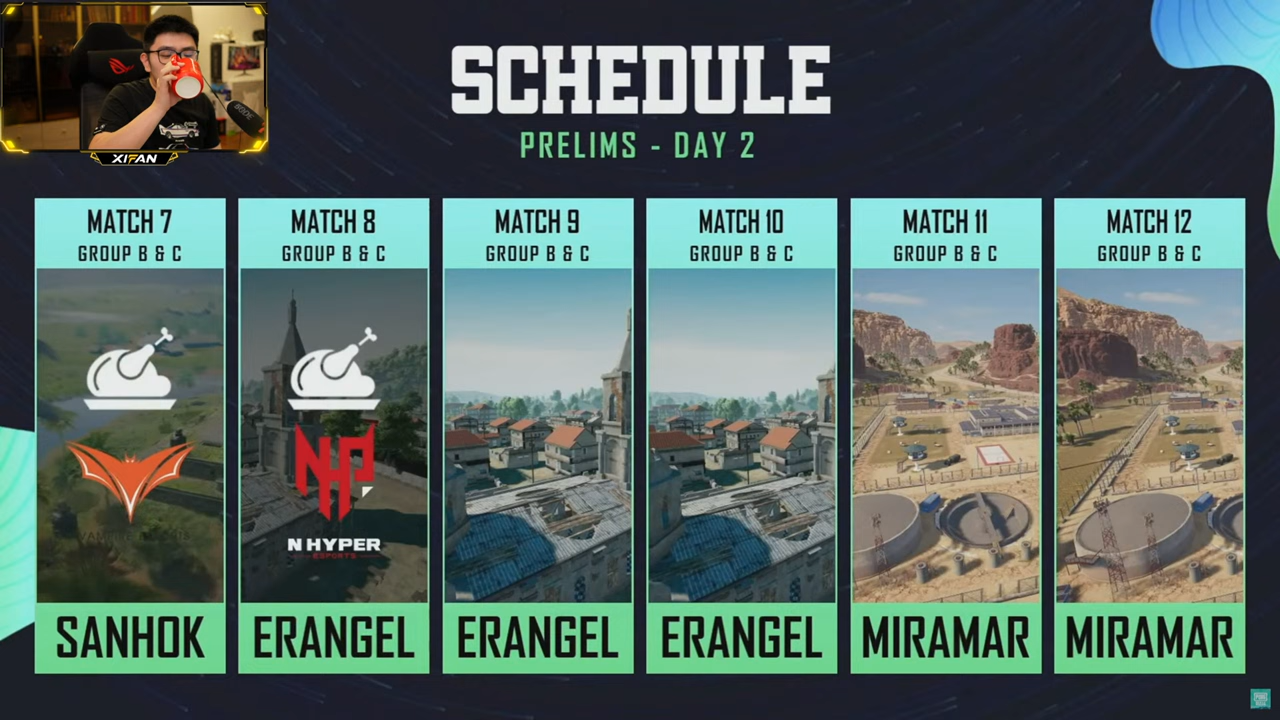 SCHEDULE
PRELIMS - DAY 2
XIFAN
MATCH 7
GROUP B & C
SANHOK
MATCH 8
GROUP B & C
NHP
N HYPER
ESPORTS
ERANGEL
MATCH 9
GROUP B & C
ERANGEL
MATCH 10
GROUP B & C
ERANGEL
MATCH 11
GROUP B & C
MIRAMAR
MATCH 12
GROUP B & C
MIRAMAR